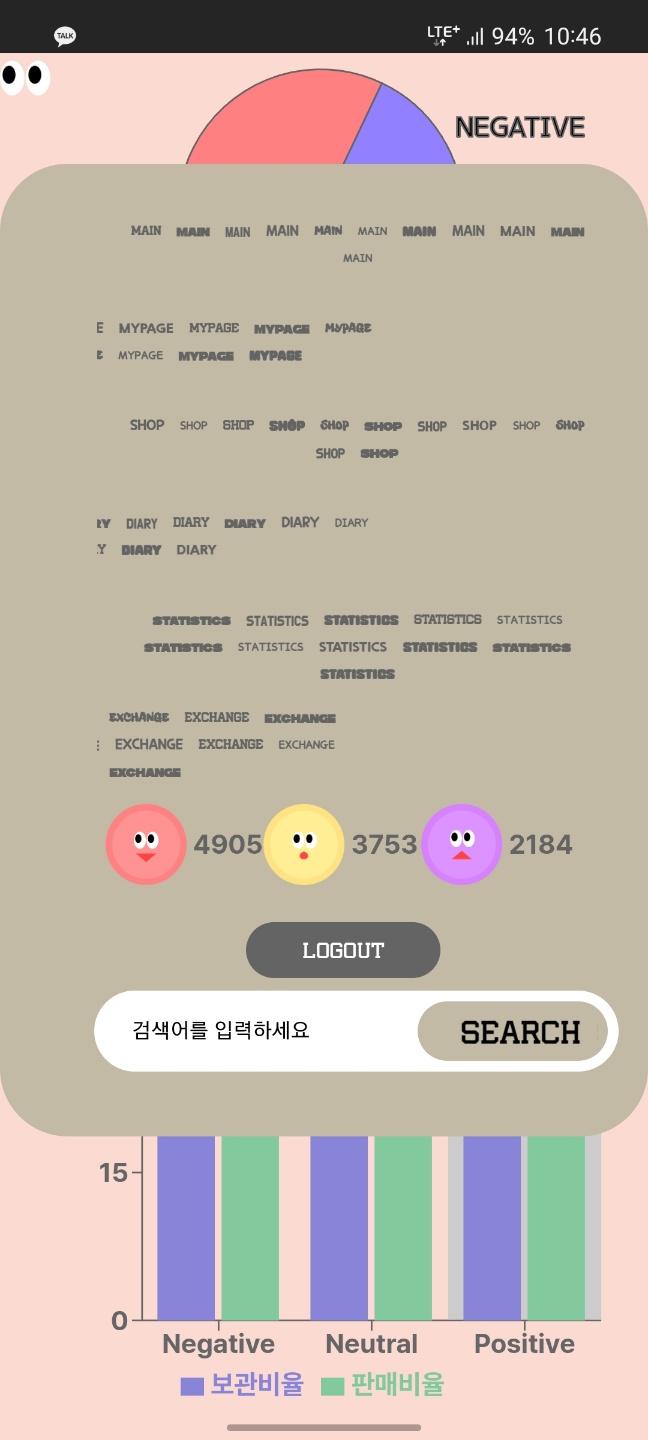 TALK LTE+ 94% 10:46
NEGATIVE
MAIN MAIN MAIN MAIN MAIN MAIN MAIN MAIN MAIN MAIN
MAIN
E MYPAGE MYPAGE MYPAGE MYPAGE
E MYPAGE MYPAGE MYPAGE
SHOP SHOP SHOP SHOP SHOP SHOP SHOP SHOP SHOP SHOP
SHOP SHOP
RY DIARY DIARY DIARY DIARY DIARY
Y DIARY DIARY
STATISTICS STATISTICS STATISTICS STATISTICS STATISTICS
STATISTICS STATISTICS STATISTICS STATISTICS STATISTICS
STATISTICS
EXCHANGE EXCHANGE EXCHANGE
EXCHANGE EXCHANGE EXCHANGE
EXCHANGE
4905 3753 2184
LOGOUT
검색어를 입력하세요 SEARCH
15
0
Negative Neutral Positive
보관비율 판매비율